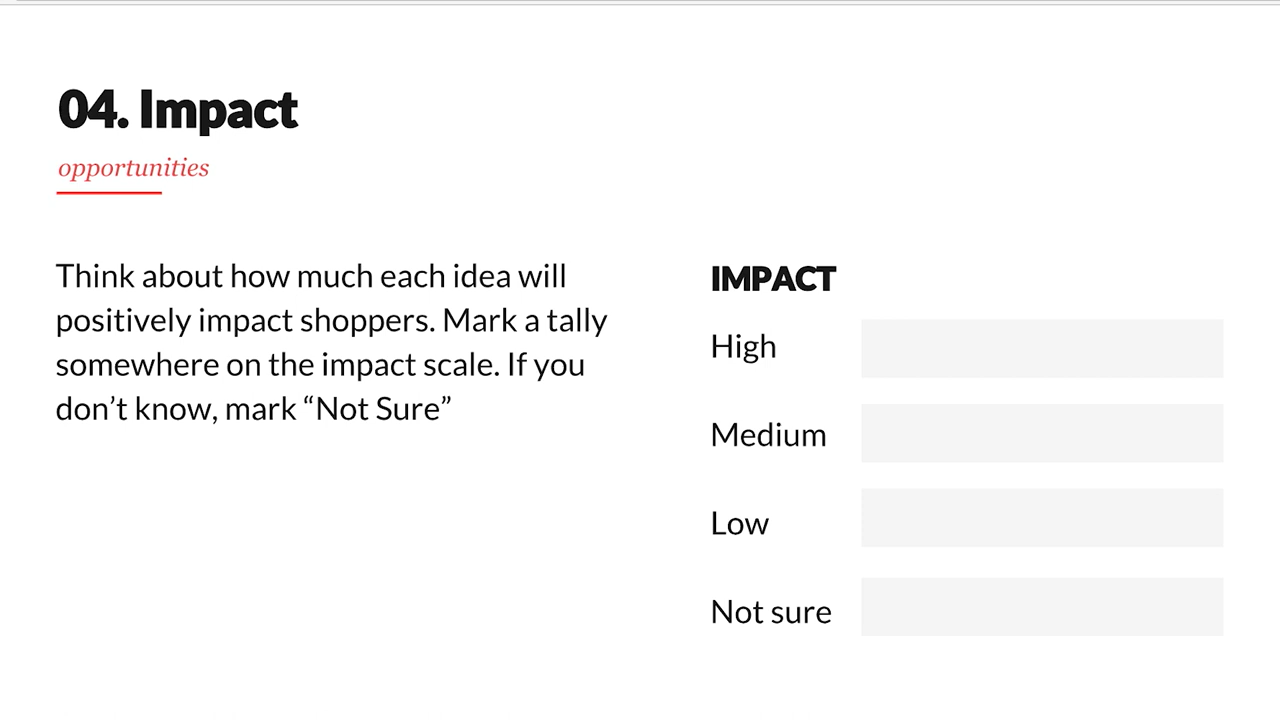 04. Impact
opportunities
Think about how much each idea will
positively impact shoppers. Mark a tally
somewhere on the impact scale. If you
don’t know, mark “Not Sure”
IMPACT
High
Medium
Low
Not sure